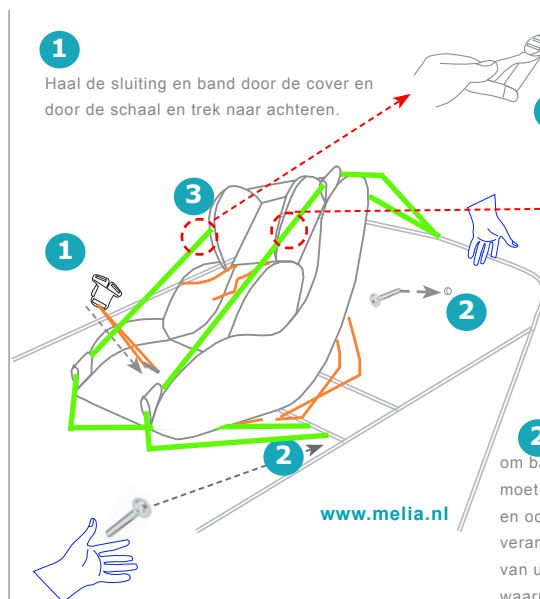 1
Haal de sluiting en band door de cover en
door de schaal en trek naar achteren.
3
1
2
2
www.melia.nl
2
om
moet
en
van